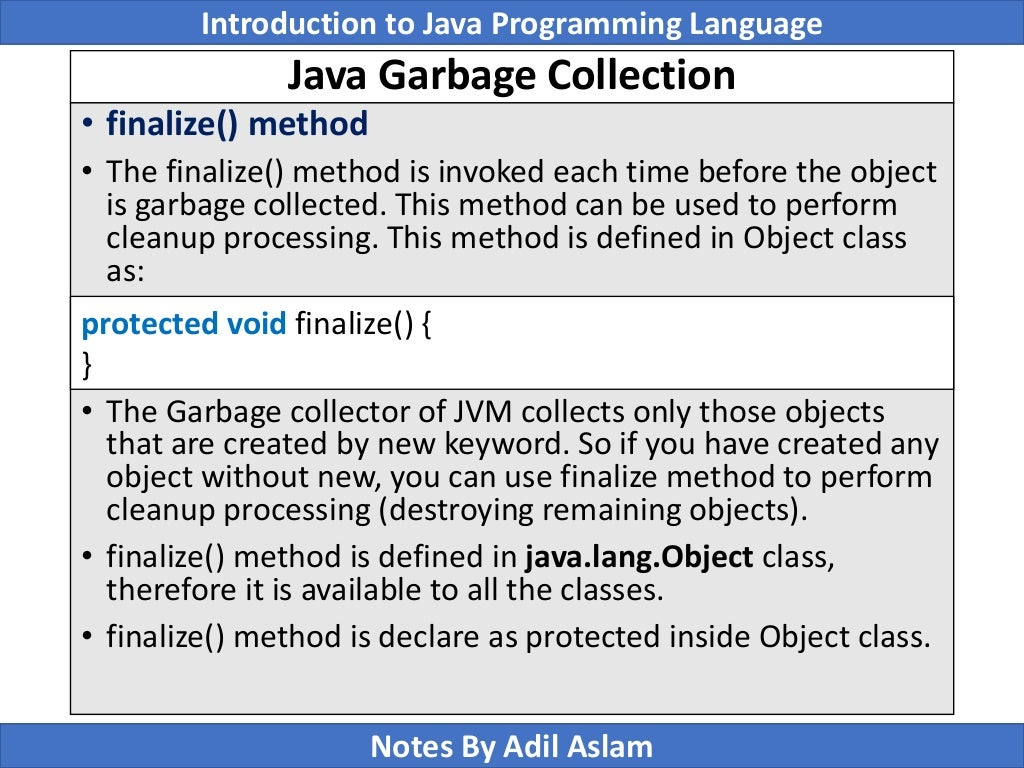 Introduction to Java Programming Language
Java Garbage Collection
• finalize() method
• The finalize() method is invoked each time before the object
is garbage collected. This method can be used to perform
cleanup processing. This method is defined in Object class
as:
protected void finalize() {
}
• The Garbage collector of JVM collects only those objects
that are created by new keyword. So if you have created any
object without new, you can use finalize method to perform
cleanup processing (destroying remaining objects).
• finalize() method is defined in java.lang.Object class,
therefore it is available to all the classes.
• finalize() method is declare as protected inside Object class.
Notes By Adil Aslam